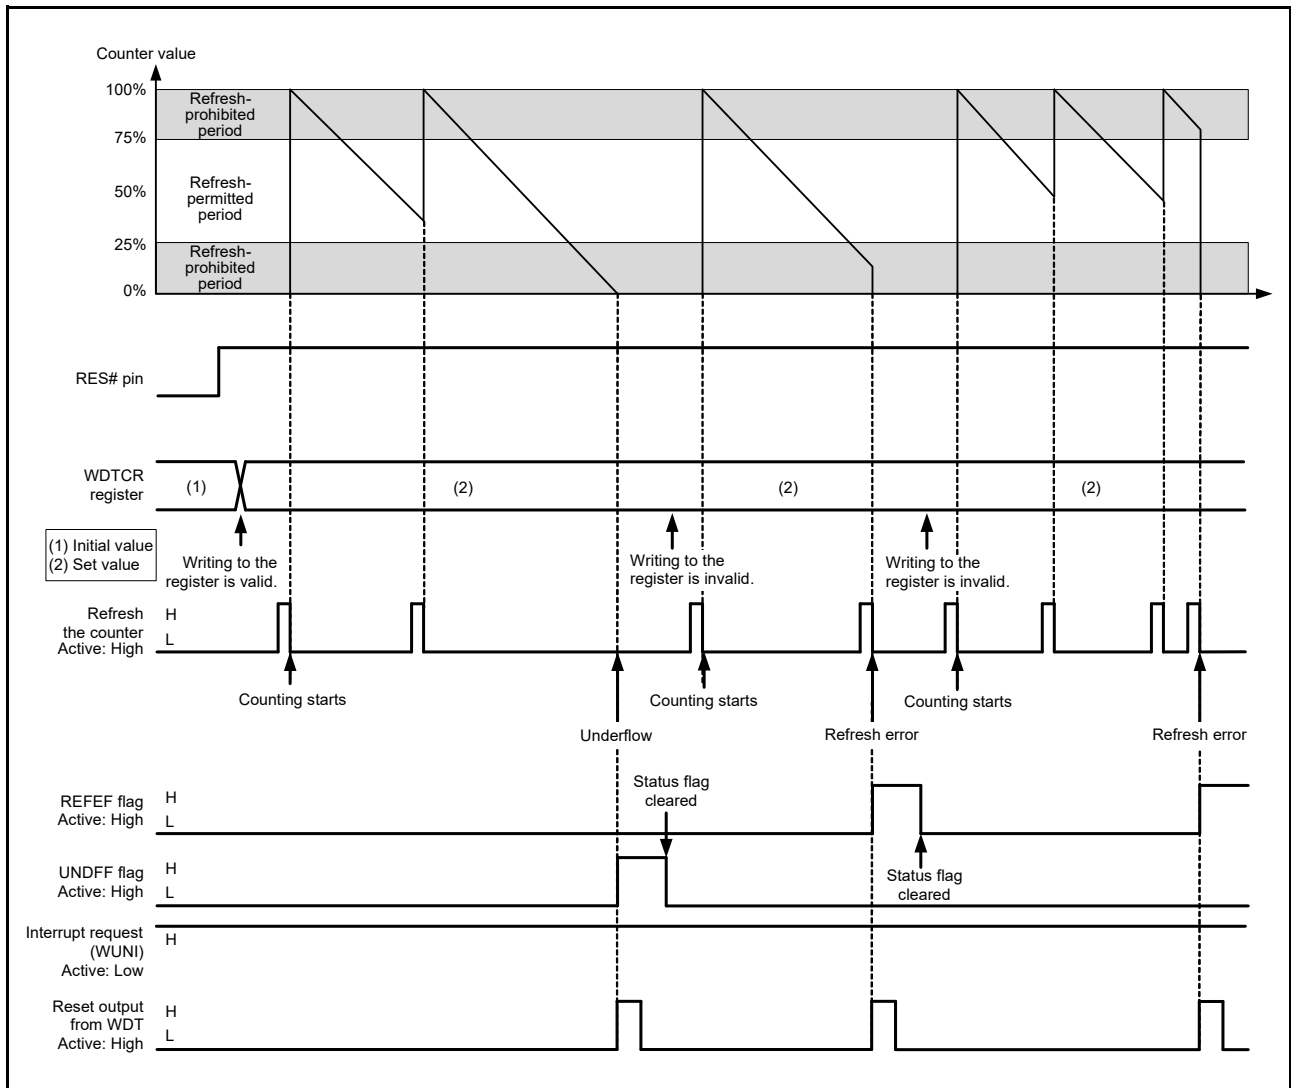 Counter value
100%
Refresh-
prohibited
period
75%
Refresh-
permitted
period
50%
25%
Refresh-
prohibited
period
0%
RES# pin
WDTCR
register
(1)
(2)
(2)
(2)
(1) Initial value
(2) Set value
Writing to the
register is valid.
Writing to the
register is invalid.
Writing to the
register is invalid.
Refresh
the counter
Active: High
H
L
Counting starts
Counting starts
Counting starts
Underflow
Refresh error
Refresh error
Status flag
cleared
REFEF flag
Active: High
H
L
Status flag
cleared
UNDFF flag
Active: High
H
L
Interrupt request
(WUNI)
Active: Low
H
Reset output
from WDT
Active: High
H
L